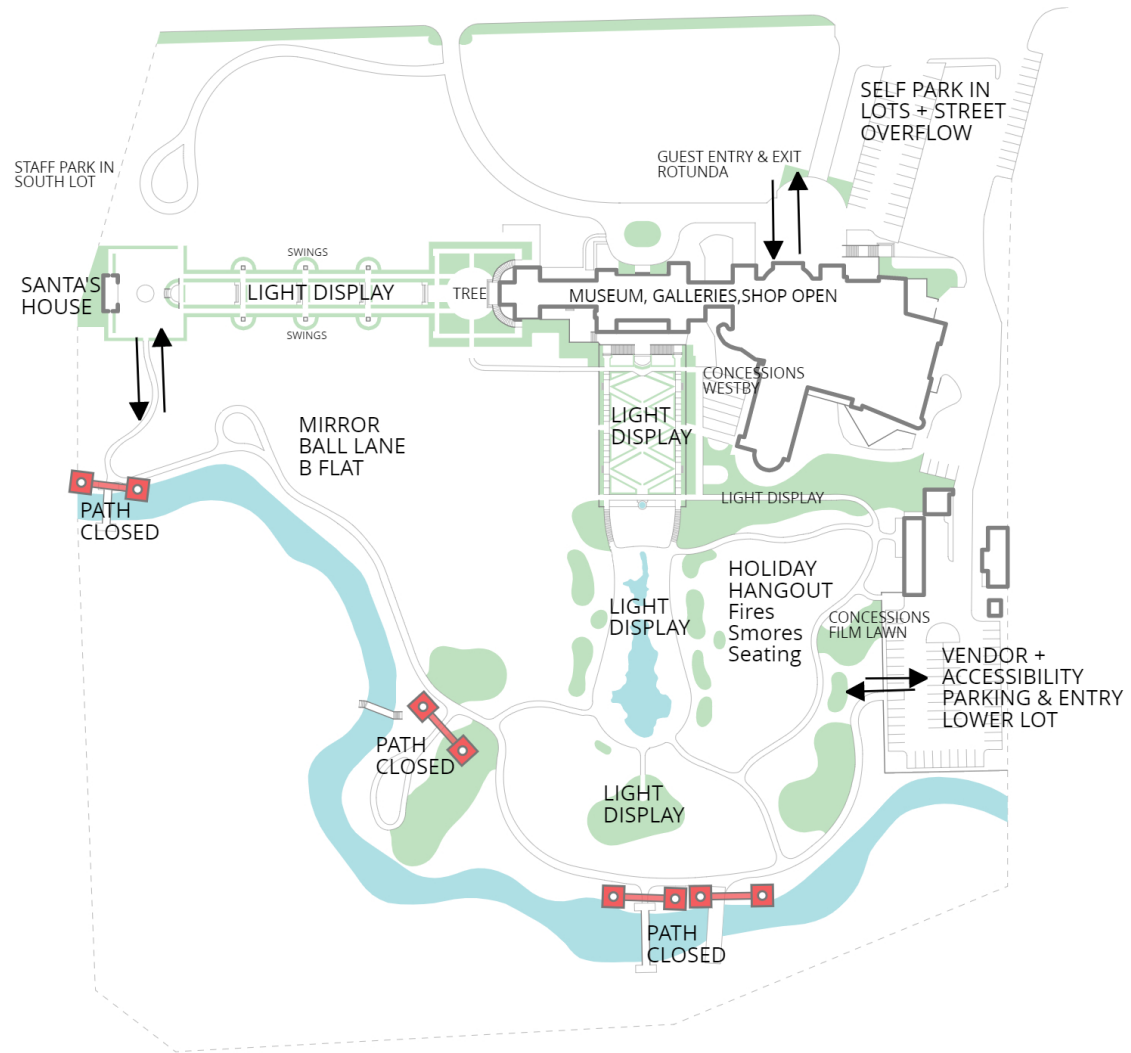 SELF PARK IN
LOTS + STREET
OVERFLOW
GUEST ENTRY & EXIT
ROTUNDA
STAFF PARK IN
SOUTH LOT
SWINGS
SANTA'S
HOUSE
LIGHT DISPLAY
TREE
MUSEUM, GALLERIES,SHOP OPEN
SWINGS
CONCESSIONS
WESTBY
LIGHT
DISPLAY
MIRROR
BALL LANE
B FLAT
PATH
CLOSED
LIGHT DISPLAY
HOLIDAY
HANGOUT
Fires
Smores
Seating
LIGHT
DISPLAY
CONCESSIONS
FILM LAWN
VENDOR +
ACCESSIBILITY
PARKING & ENTRY
LOWER LOT
PATH
CLOSED
LIGHT
DISPLAY
PATH
CLOSED